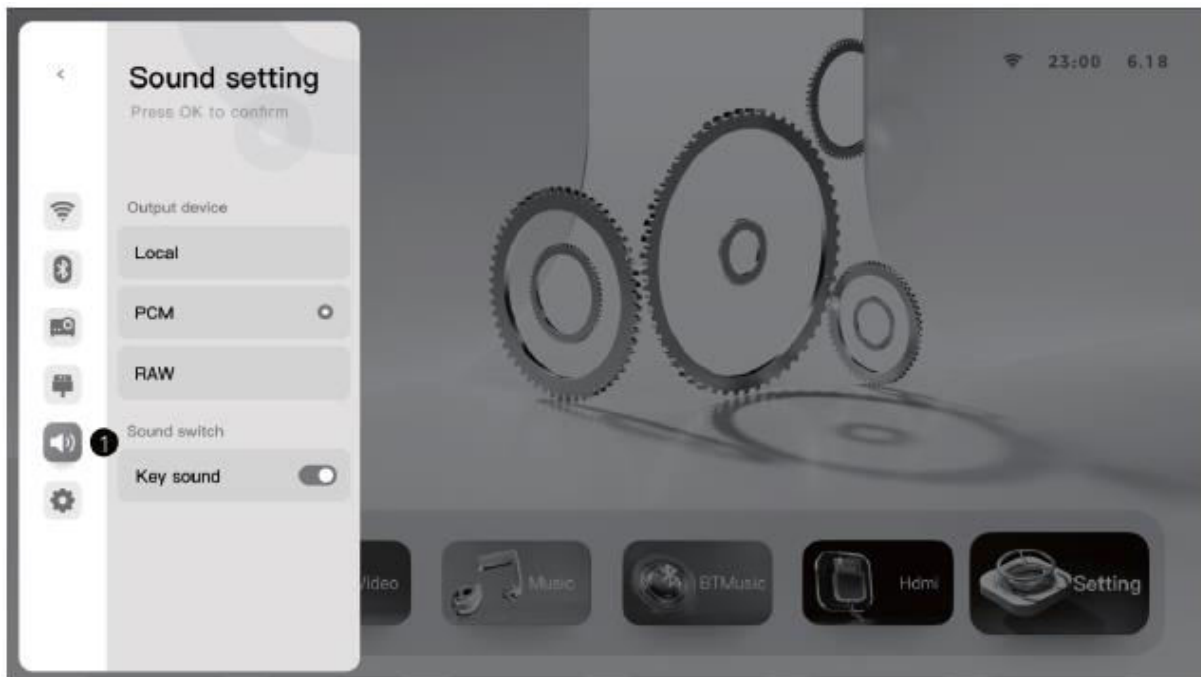 Sound setting
Press OK to confirm
23:00 6.18
Output device
Local
PCM
RAW
Sound switch
1
Key sound
Video
Music
BTMusic
Hdmi
Setting